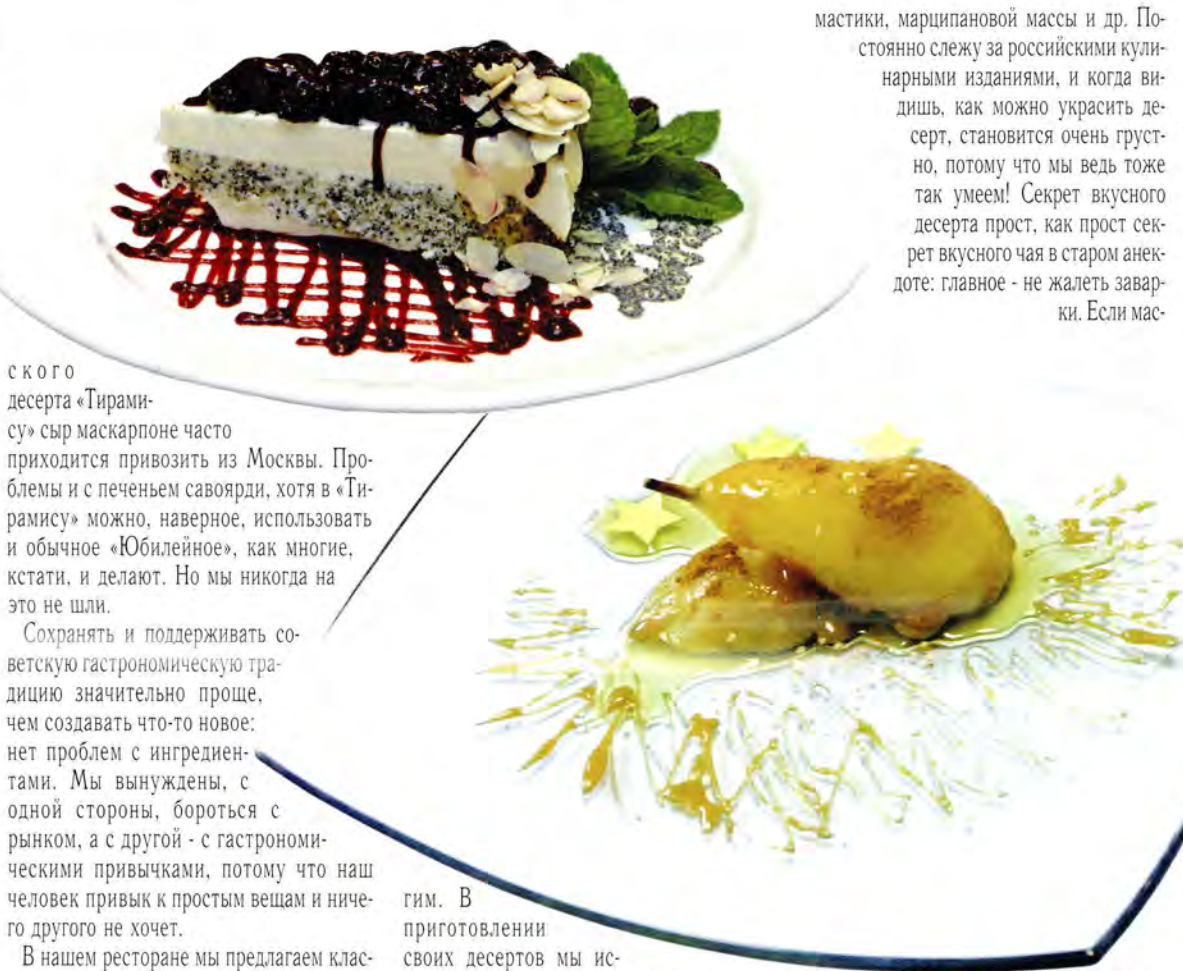 ского
десерта «Тирами-
су» сыр маскарпоне часто
приходится привозить из Москвы. Про-
блемы и с печеньем савоярди, хотя в «Ти-
рамису» можно, наверное, использовать
и обычное «Юбилейное», как многие,
кстати, и делают. Но мы никогда на
это не шли.
Сохранять и поддерживать со-
ветскую гастрономическую тра-
дицию значительно проще,
чем создавать что-то новое:
нет проблем с ингредиен-
тами. Мы вынуждены, с
одной стороны, бороться с
рынком, а с другой - с гастрономи-
ческими привычками, потому что наш
человек привык к простым вещам и ниче-
го другого не хочет.
В нашем ресторане мы предлагаем клас-
гим. В
приготовлении
своих десертов мы ис-
мастики, марципановой массы и др. По-
стоянно слежу за российскими кули-
нарными изданиями, и когда ви-
дишь, как можно украсить де-
серт, становится очень груст-
но, потому что мы ведь тоже
так умеем! Секрет вкусного
десерта прост, как прост сек-
рет вкусного чая в старом анек-
доте: главное - не жалеть завар-
ки. Если мас-